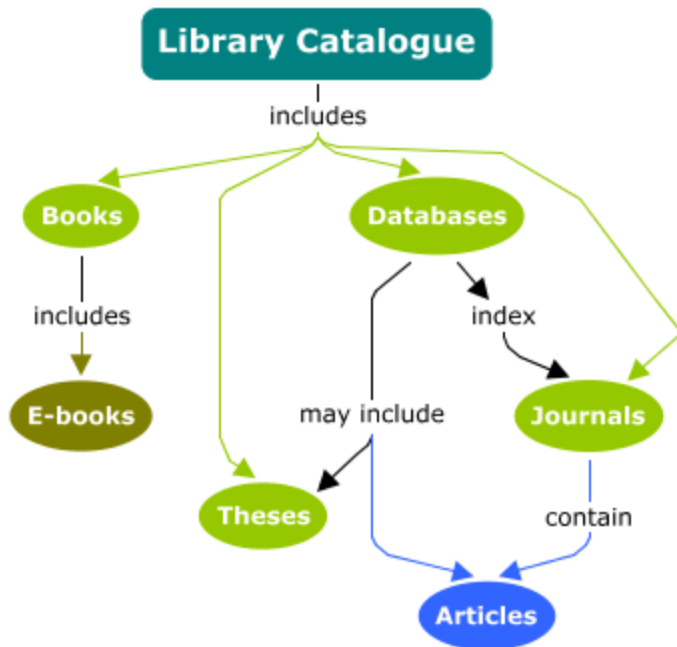 Library Catalogue
includes
Books
Databases
includes
index
E-books
may include
Journals
Theses
contain
Articles